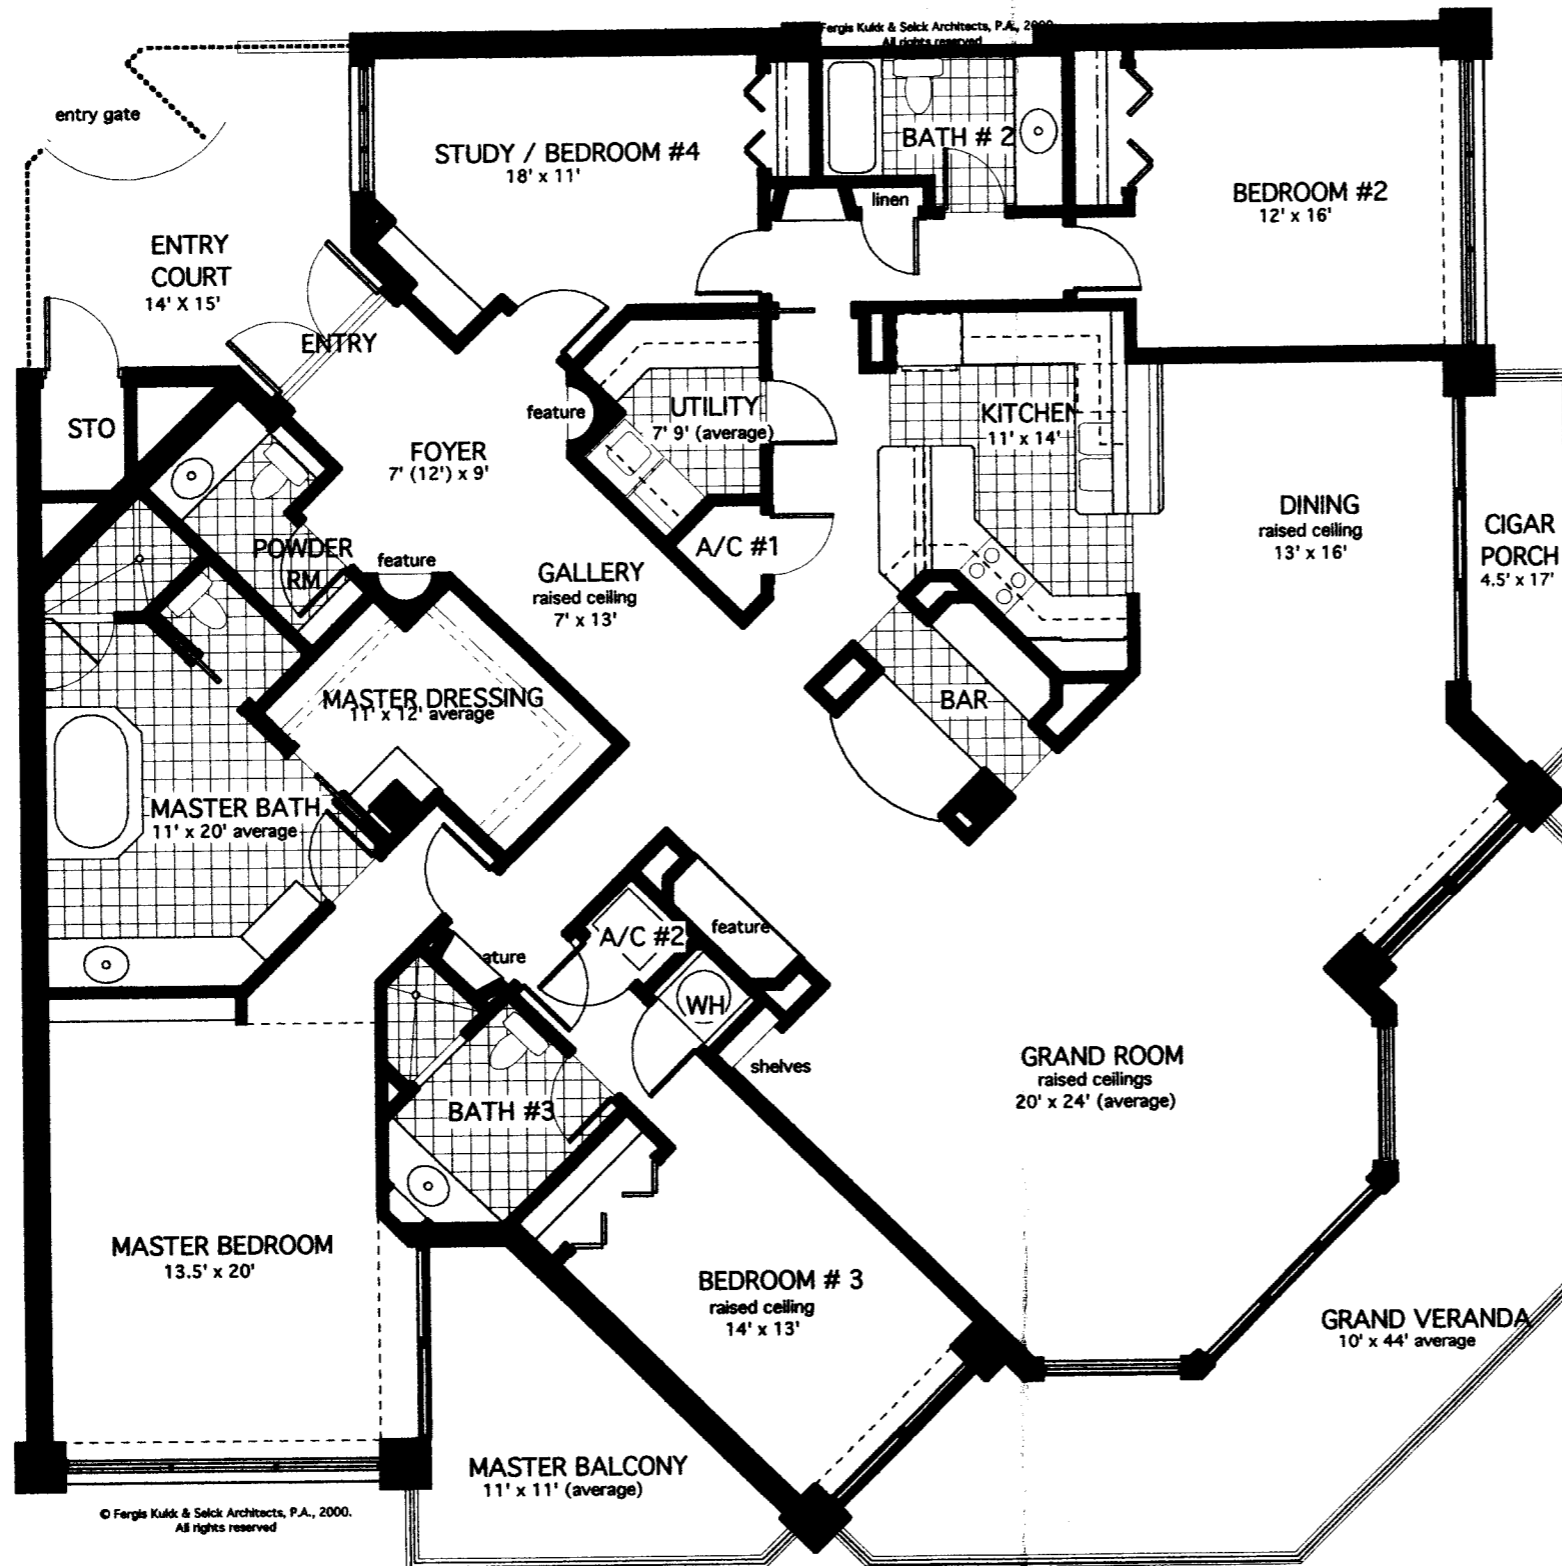 Fergis Kukk & Selck Architects, P.A., 2000.
All rights reserved
entry gate
STUDY / BEDROOM #4
18' x 11'
BATH # 2
linen
BEDROOM #2
12' x 16'
ENTRY
COURT
14' X 15'
ENTRY
STO
feature
UTILITY
7' 9' (average)
KITCHEN
11' x 14'
FOYER
7' (12') x 9'
DINING
raised ceiling
13' x 16'
CIGAR
PORCH
4.5' x 17'
POWDER
RM
feature
GALLERY
raised ceiling
7' x 13'
A/C #1
MASTER DRESSING
11' x 12' average
BAR
MASTER BATH
11' x 20' average
ature
A/C #2
feature
WH
shelves
GRAND ROOM
raised ceilings
20' x 24' (average)
BATH #3
MASTER BEDROOM
13.5' x 20'
BEDROOM # 3
raised ceiling
14' x 13'
GRAND VERANDA
10' x 44' average
MASTER BALCONY
11' x 11' (average)
© Fergis Kukk & Selck Architects, P.A., 2000.
All rights reserved